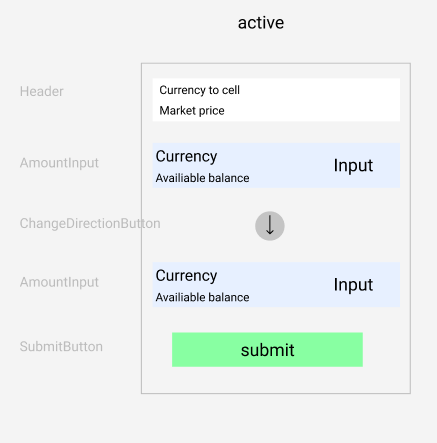 active
Header
Currency to cell
Market price
AmountInput
Currency
Availiable balance
Input
ChangeDirectionButton
AmountInput
Currency
Availiable balance
Input
SubmitButton
submit